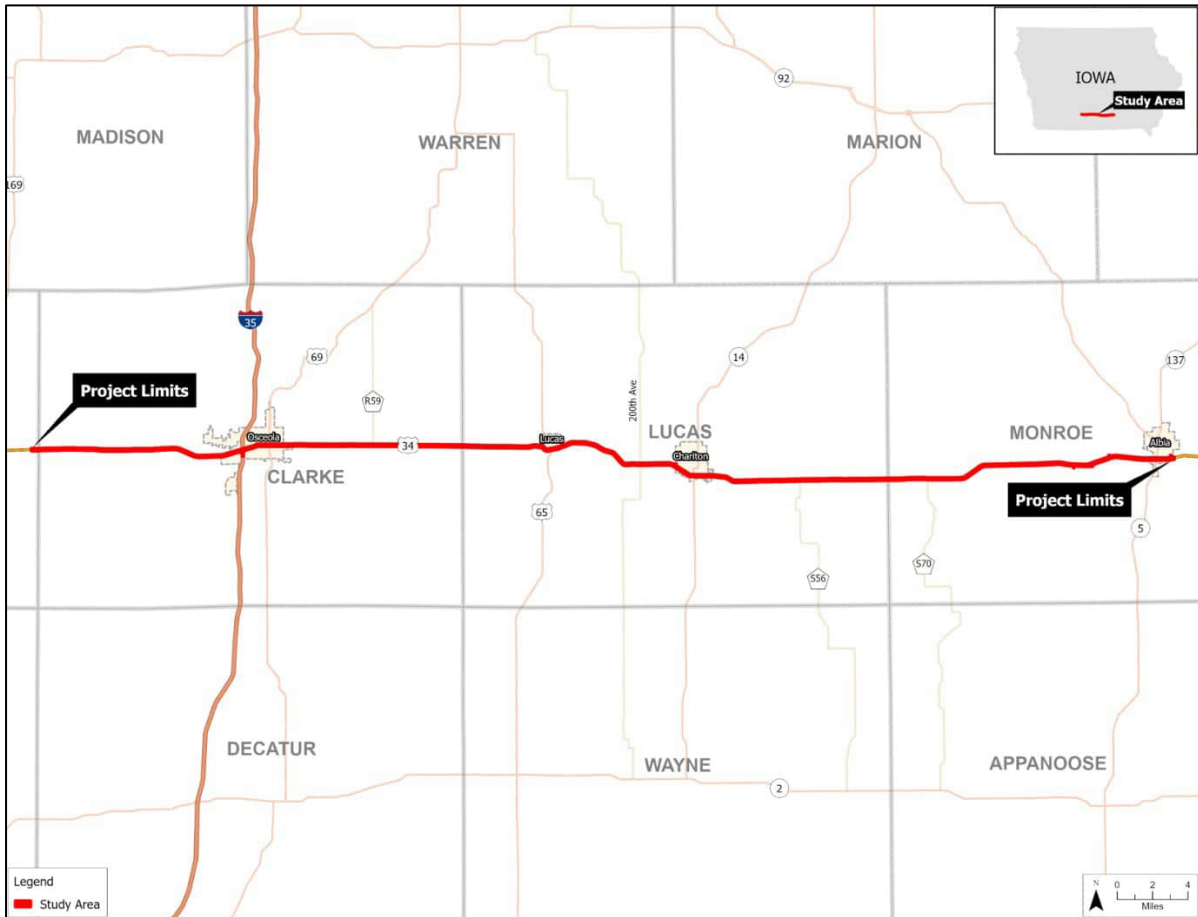 IOWA
Study Area
92
MADISON
WARREN
MARION
169
35
69
14
137
Project Limits
R59
200th Ave
Osceola
34
Lucas
LUCAS
Chariton
MONROE
Albia
CLARKE
Project Limits
65
5
S56
S70
DECATUR
WAYNE
APPANOOSE
2
Legend
Study Area
N
0 2 4
Miles